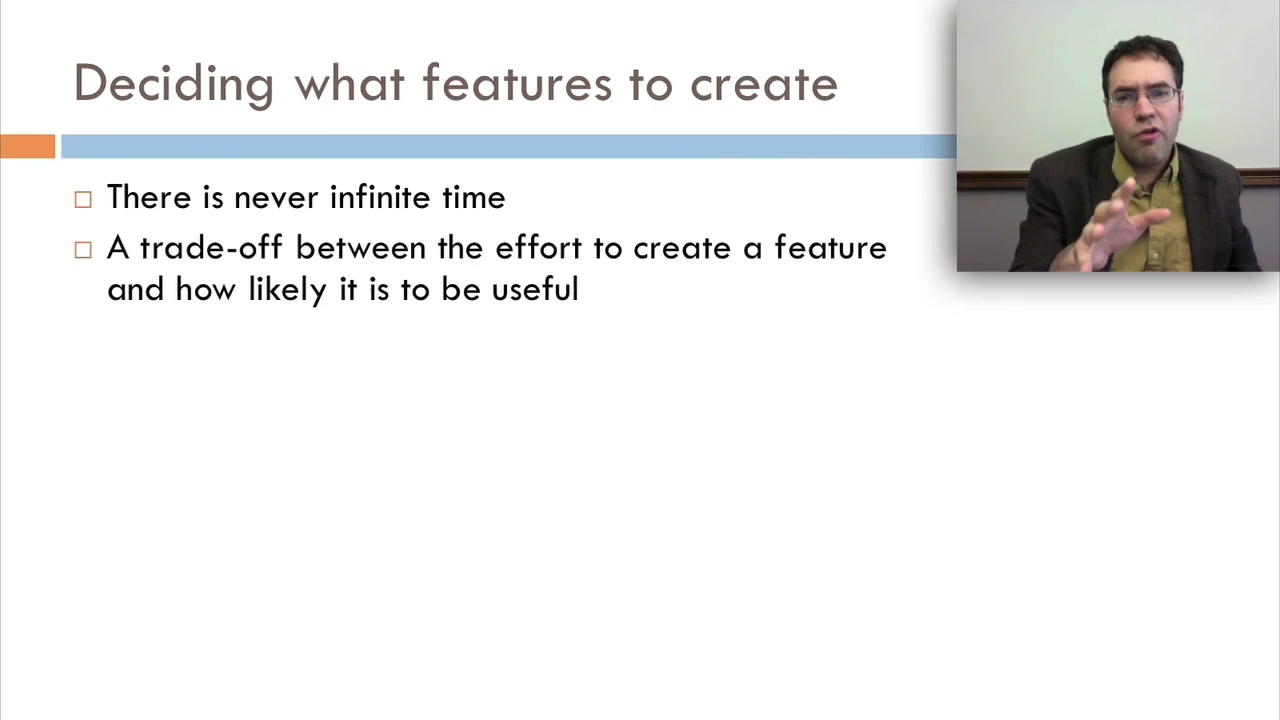 Deciding what features to create
There is never infinite time
A trade-off between the effort to create a feature
and how likely it is to be useful